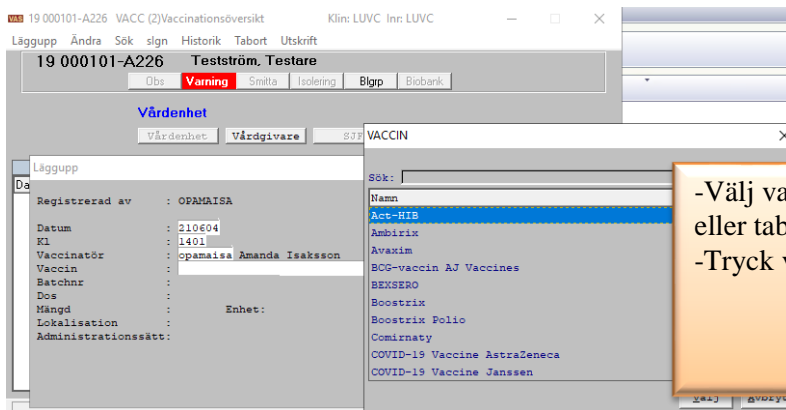 VAS 19 000101-A226 VACC (2)Vaccinationsöversikt Klin: LUVC Inr: LUVC
Läggupp Ändra Sök sIgn Historik Tabort Utskrift
19 000101-A226 Testström, Testare
Obs Varning Smitta Isolering Blgrp Biobank
Vårdenhet
Vårdenhet Vårdgivare
Läggupp
Registrerad av : OPAMAISA
Datum : 210604
Kl : 1401
Vaccinatör : opamaisa Amanda Isaksson
Vaccin :
Batchnr :
Dos :
Mängd : Enhet:
Lokalisation :
Administrationssätt:
VACCIN
Sök:
Namn
Act-HIB
Ambirix
Avaxim
BCG-vaccin AJ Vaccines
BEXSERO
Boostrix
Boostrix Polio
Comirnaty
COVID-19 Vaccine AstraZeneca
COVID-19 Vaccine Janssen
-Välj va
eller tab
-Tryck v